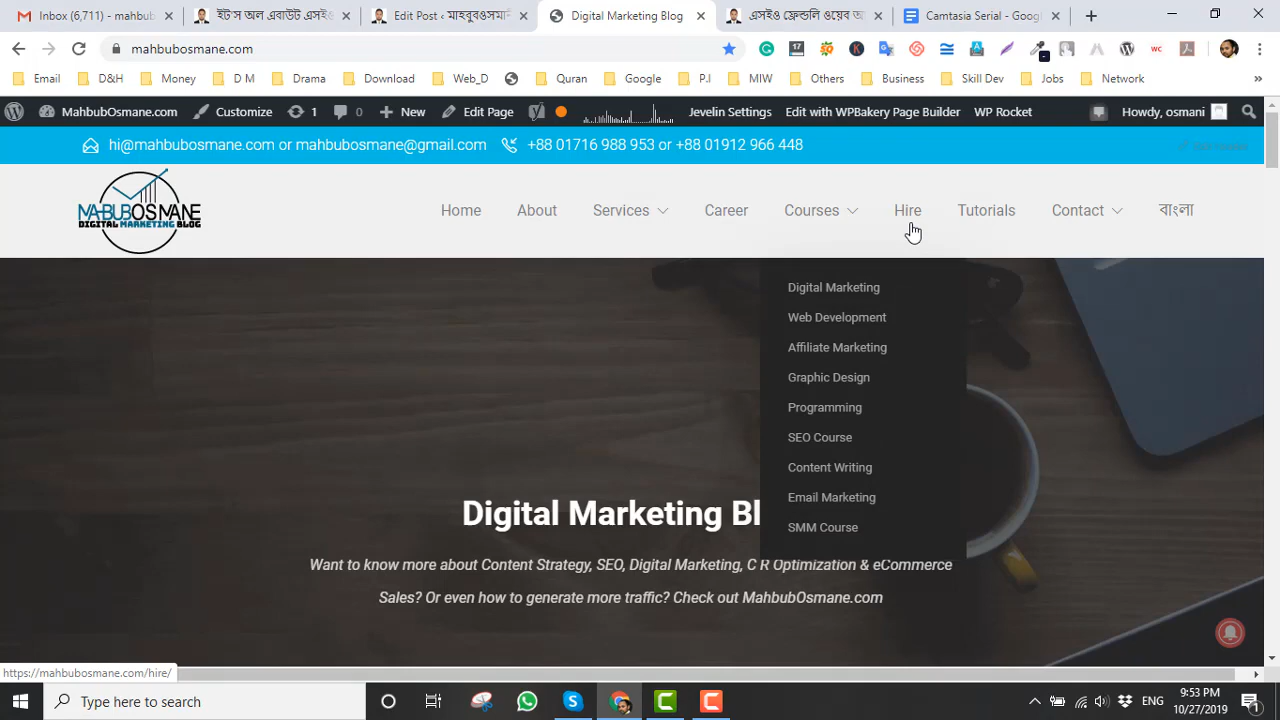 Inbox (6,711) - mahbub
ইট স অল এবাউট এসইও
Edit Post ‹ মাহবুবওসমানী
Digital Marketing Blog
এসইও ফ্রেন্ডলি ওয়েব
Camtasia Serial - Goog
mahbubosmane.com
Email D&H Money D M Drama Download Web_D Quran Google P.I MIW Others Business Skill Dev Jobs Network »
MahbubOsmane.com Customize 1 0 New Edit Page Jevelin Settings Edit with WPBakery Page Builder WP Rocket Howdy, osmani
hi@mahbubosmane.com or mahbubosmane@gmail.com +88 01716 988 953 or +88 01912 966 448
MAHBUBOSMANE
DIGITAL MARKETING BLOG
Home About Services Career Courses Hire Tutorials Contact বাংলা
Digital Marketing
Web Development
Affiliate Marketing
Graphic Design
Programming
SEO Course
Content Writing
Email Marketing
SMM Course
Digital Marketing Bl
Want to know more about Content Strategy, SEO, Digital Marketing, C R Optimization & eCommerce
Sales? Or even how to generate more traffic? Check out MahbubOsmane.com
https://mahbubosmane.com/hire/
Type here to search
ENG
9:53 PM
10/27/2019
1